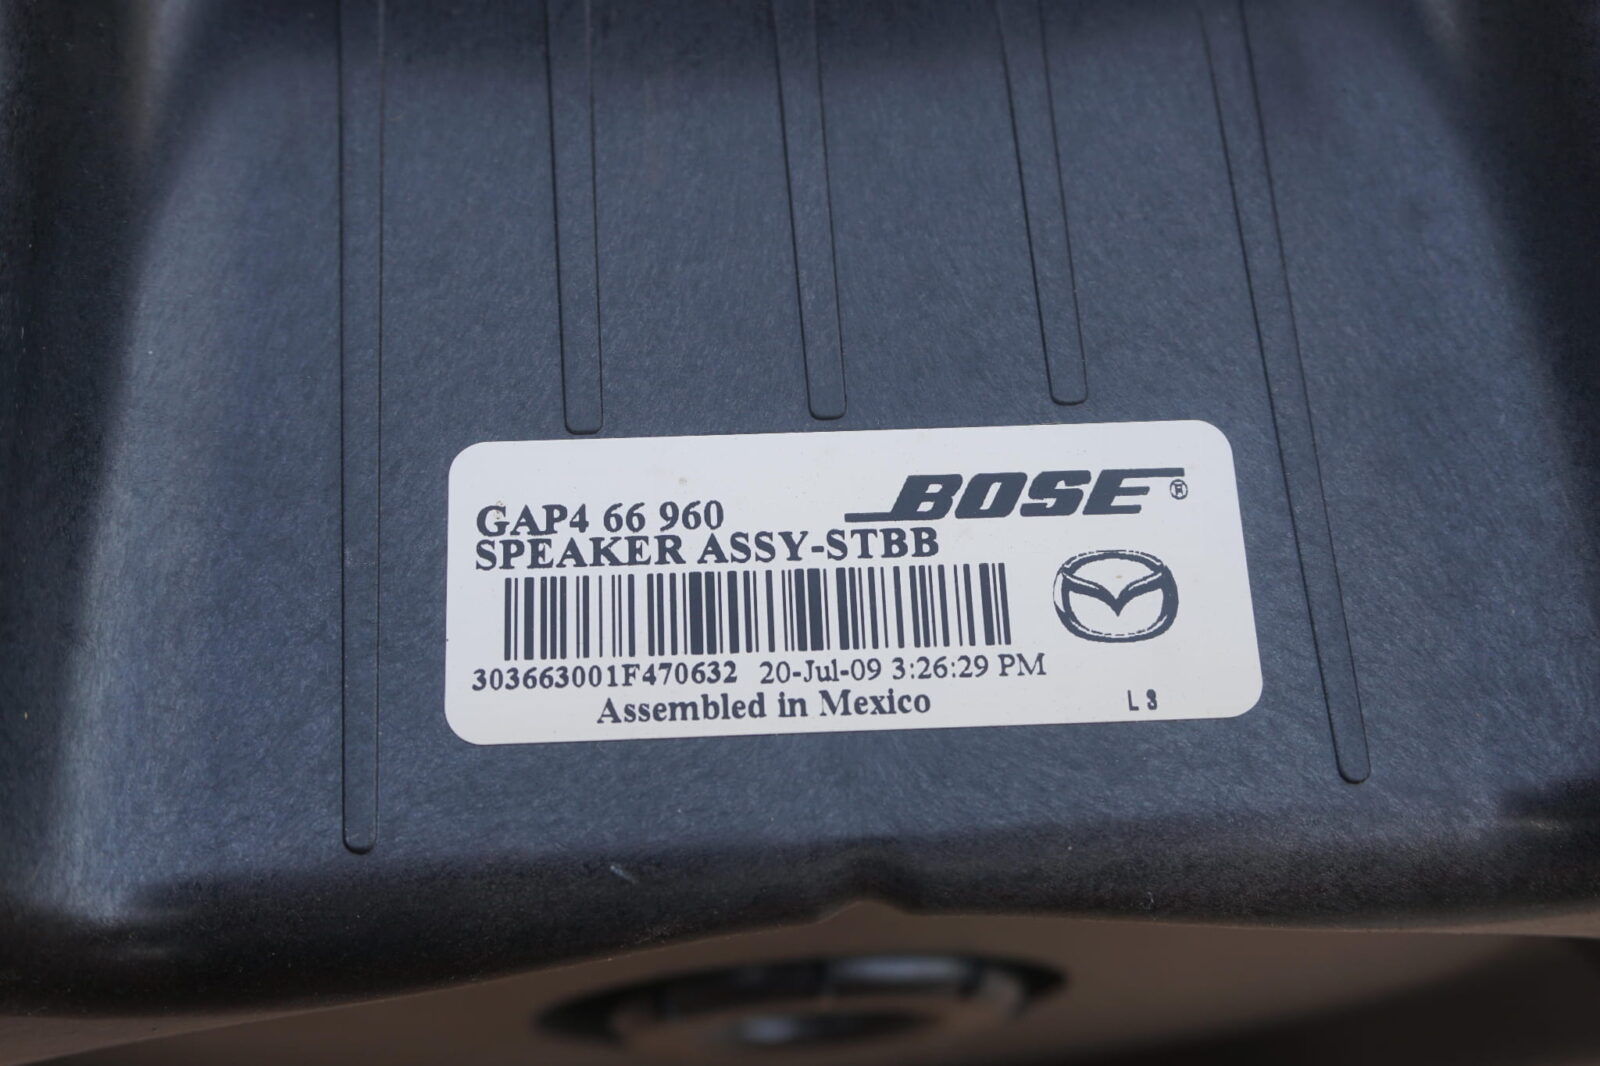 BOSE®
GAP4 66 960
SPEAKER ASSY-STBB
303663001F470632 20-Jul-09 3:26:29 PM
Assembled in Mexico
L3